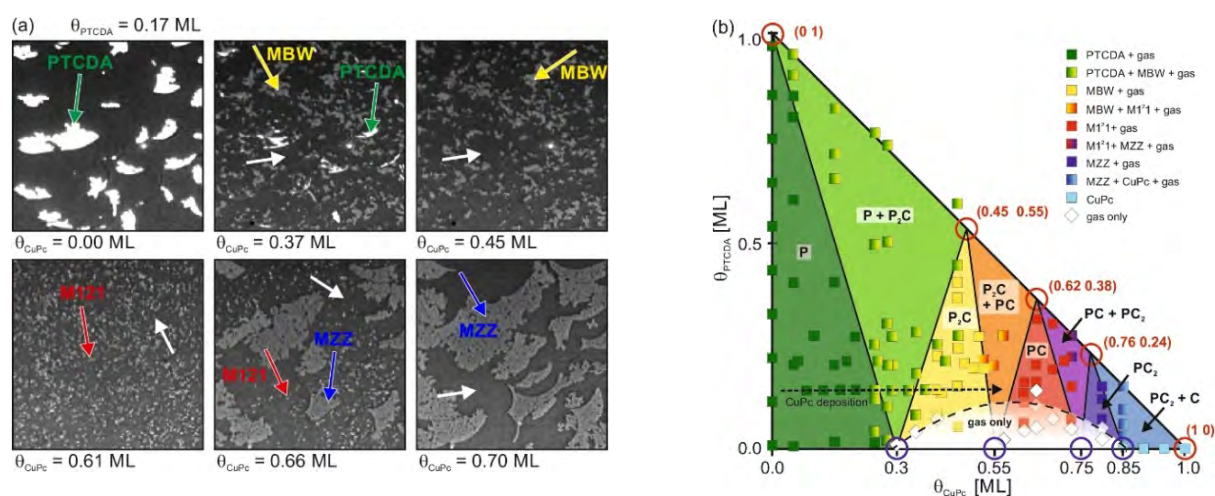 (a)
θPTCDA = 0.17 ML
PTCDA
MBW
PTCDA
MBW
θCuPc = 0.00 ML
θCuPc = 0.37 ML
θCuPc = 0.45 ML
M121
M121
MZZ
MZZ
θCuPc = 0.61 ML
θCuPc = 0.66 ML
θCuPc = 0.70 ML
(b)
θPTCDA [ML]
1.0
0.5
0.0
(0 1)
PTCDA + gas
PTCDA + MBW + gas
MBW + gas
MBW + M1²1 + gas
M1²1+ gas
M1²1+ MZZ + gas
MZZ + gas
MZZ + CuPc + gas
CuPc
gas only
P + P₂C
(0.45 0.55)
P
P₂C
+ PC
(0.62 0.38)
P₂C
PC
PC + PC₂
(0.76 0.24)
PC₂
PC₂ + C
CuPc deposition
gas only
(1 0)
0.0
0.3
0.55
0.75
0.85
1.0
θCuPc [ML]